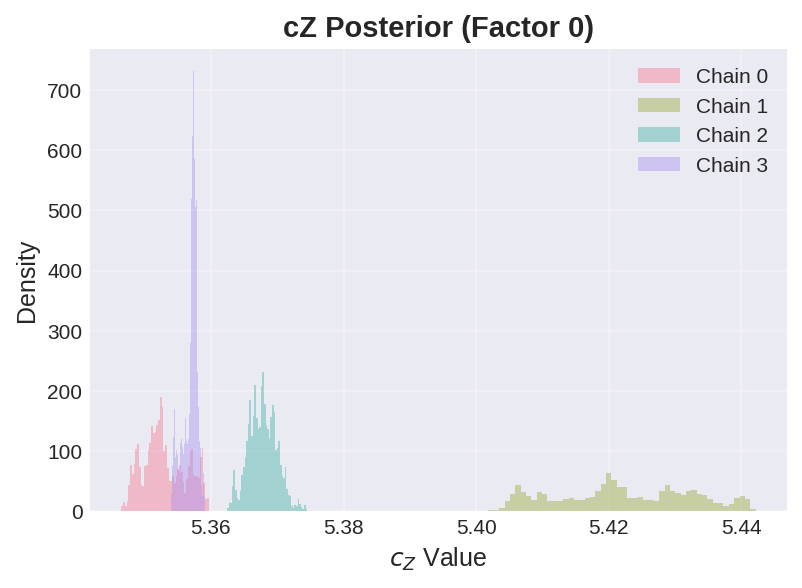 cZ Posterior (Factor 0)
Chain 0
Chain 1
Chain 2
Chain 3
Density
700
600
500
400
300
200
100
0
5.36
5.38
5.40
5.42
5.44
c_Z Value